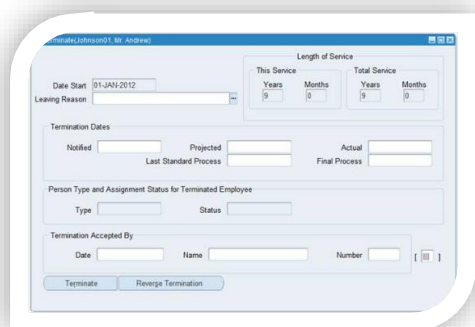 Terminate(Johnson01, Mr. Andrew)
Length of Service
This Service Total Service
Date Start 01-JAN-2012 Years Months Years Months
Leaving Reason 9 0 9 0
Termination Dates
Notified Projected Actual
Last Standard Process Final Process
Person Type and Assignment Status for Terminated Employee
Type Status
Termination Accepted By
Date Name Number [ ]
Terminate Reverse Termination